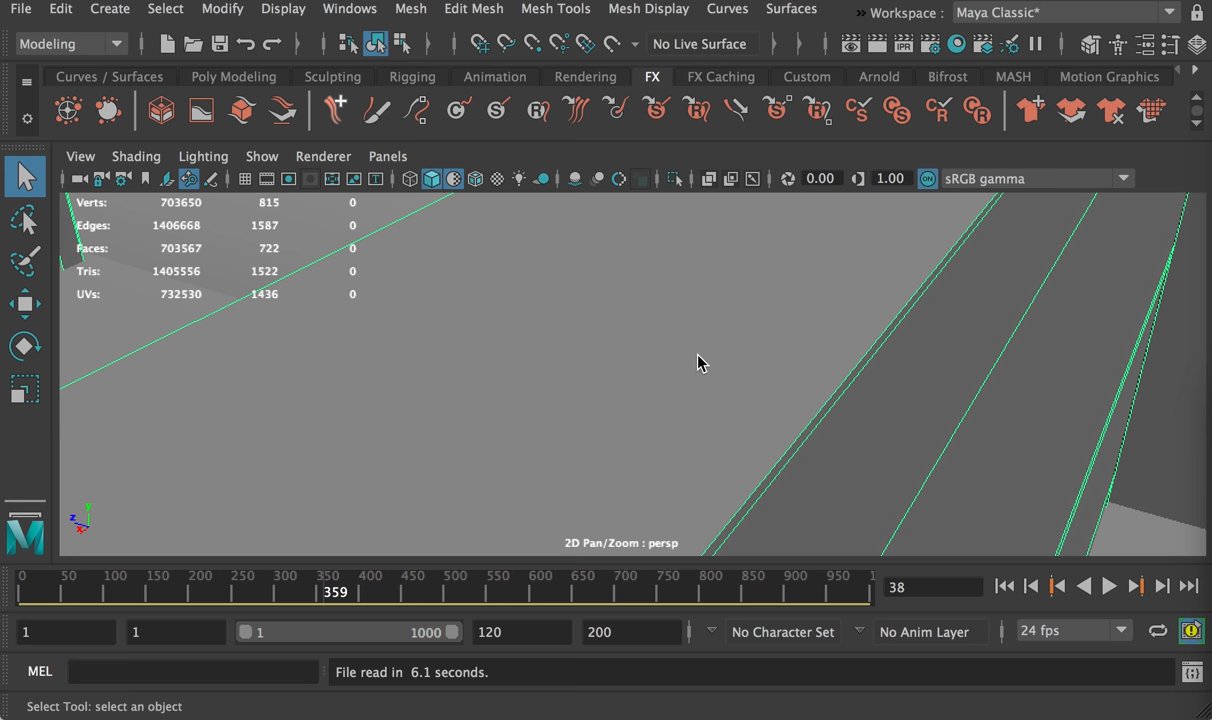 File Edit Create Select Modify Display Windows Mesh Edit Mesh Mesh Tools Mesh Display Curves Surfaces » Workspace : Maya Classic*
Modeling No Live Surface IPR
Curves / Surfaces Poly Modeling Sculpting Rigging Animation Rendering FX FX Caching Custom Arnold Bifrost MASH Motion Graphics
View Shading Lighting Show Renderer Panels
0.00 1.00 ON sRGB gamma
Verts: 703650 815 0
Edges: 1406668 1587 0
Faces: 703567 722 0
Tris: 1405556 1522 0
UVs: 732530 1436 0
y
z
x
2D Pan/Zoom : persp
0 50 100 150 200 250 300 350 400 450 500 550 600 650 700 750 800 850 900 950 1
359
38
1 1 1 1000 120 200 No Character Set No Anim Layer 24 fps
MEL File read in 6.1 seconds.
Select Tool: select an object